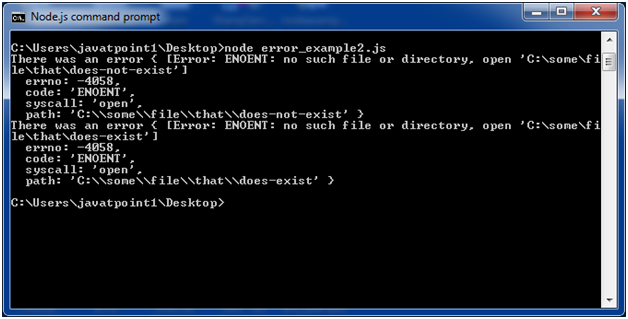 Node.js command prompt
C:\Users\javatpoint1\Desktop>node error_example2.js
There was an error { [Error: ENOENT: no such file or directory, open 'C:\some\fi
le\that\does-not-exist']
  errno: -4058,
  code: 'ENOENT',
  syscall: 'open',
  path: 'C:\\some\\file\\that\\does-not-exist' }
There was an error { [Error: ENOENT: no such file or directory, open 'C:\some\fi
le\that\does-exist']
  errno: -4058,
  code: 'ENOENT',
  syscall: 'open',
  path: 'C:\\some\\file\\that\\does-exist' }
C:\Users\javatpoint1\Desktop>